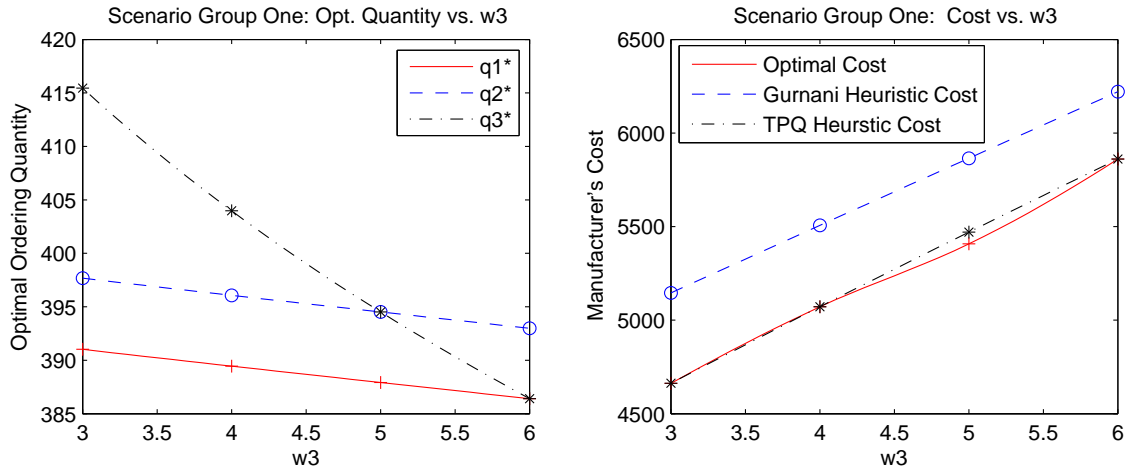 Scenario Group One: Opt. Quantity vs. w3
420
415
410
405
400
395
390
385
3
3.5
4
4.5
5
5.5
6
w3
Optimal Ordering Quantity
q1*
q2*
q3*
Scenario Group One:  Cost vs. w3
6500
6000
5500
5000
4500
3
3.5
4
4.5
5
5.5
6
w3
Manufacturer's Cost
Optimal Cost
Gurnani Heuristic Cost
TPQ Heurstic Cost